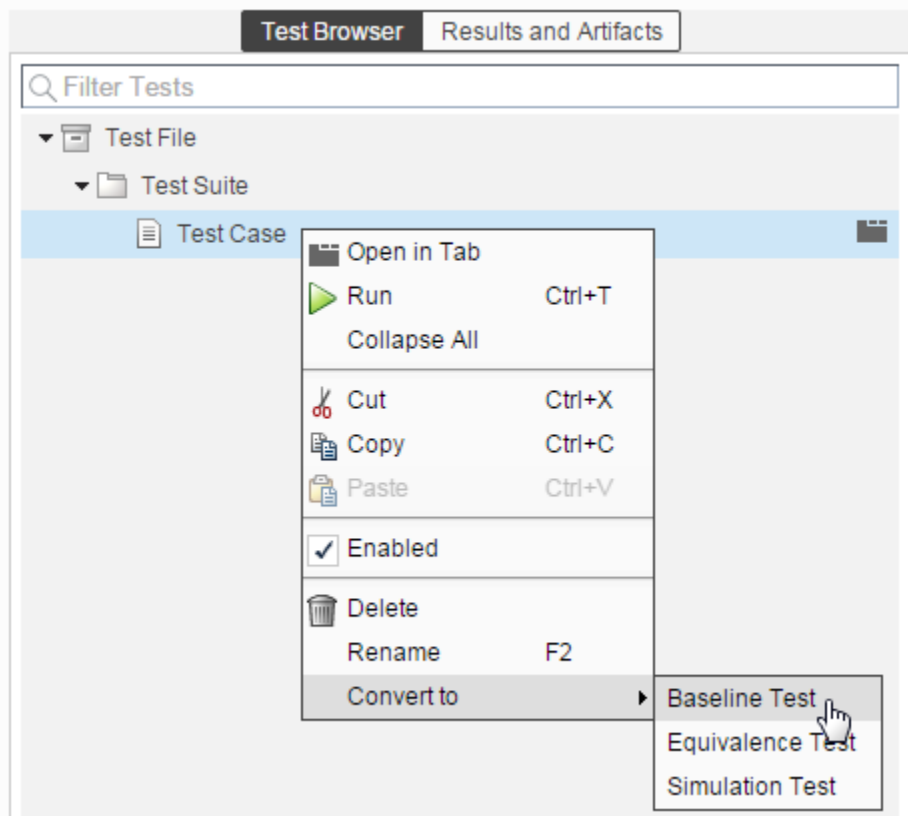 Test Browser Results and Artifacts
Filter Tests
Test File
Test Suite
Test Case
Open in Tab
Run Ctrl+T
Collapse All
Cut Ctrl+X
Copy Ctrl+C
Paste Ctrl+V
Enabled
Delete
Rename F2
Convert to
Baseline Test
Equivalence Test
Simulation Test